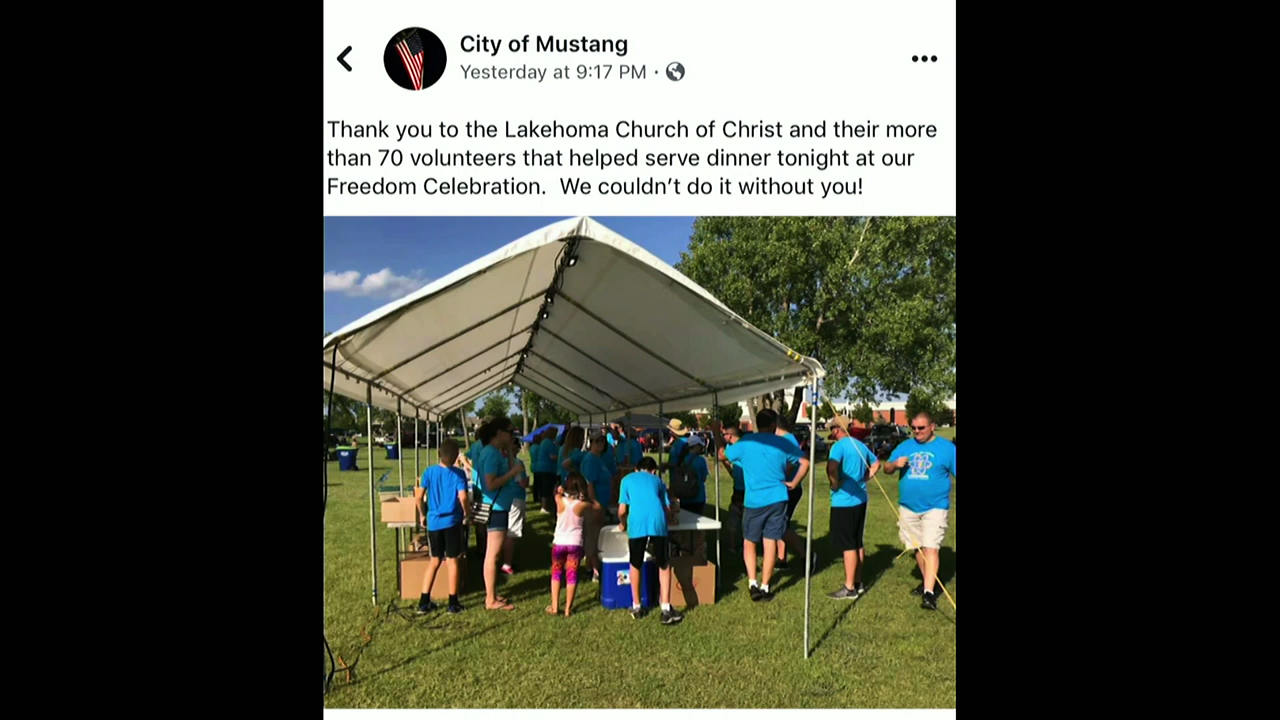 City of Mustang
Yesterday at 9:17 PM ·
Thank you to the Lakehoma Church of Christ and their more
than 70 volunteers that helped serve dinner tonight at our
Freedom Celebration. We couldn’t do it without you!